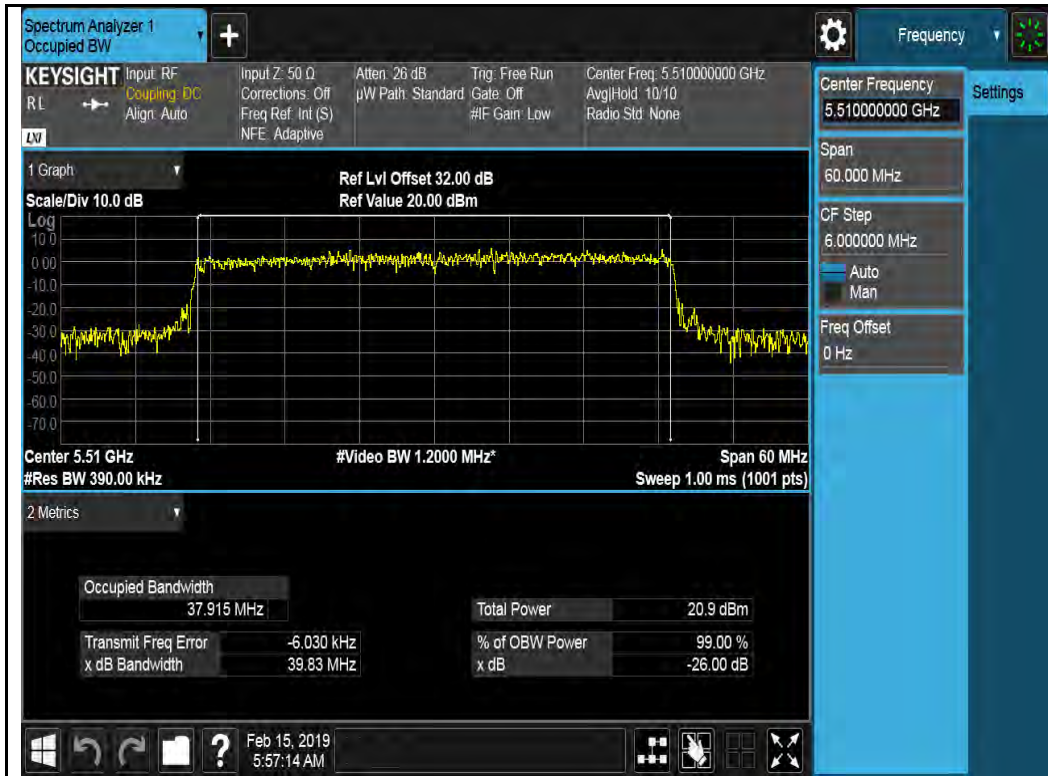 Spectrum Analyzer 1
Occupied BW
+
Frequency
KEYSIGHT
RL
LXI
Input: RF
Coupling: DC
Align: Auto
Input Z: 50 Ω
Corrections: Off
Freq Ref: Int (S)
NFE: Adaptive
Atten: 26 dB
µW Path: Standard
Trig: Free Run
Gate: Off
#IF Gain: Low
Center Freq: 5.510000000 GHz
Avg|Hold: 10/10
Radio Std: None
1 Graph
Scale/Div 10.0 dB
Ref Lvl Offset 32.00 dB
Ref Value 20.00 dBm
Log
10.0
0.00
-10.0
-20.0
-30.0
-40.0
-50.0
-60.0
-70.0
Center 5.51 GHz
#Video BW 1.2000 MHz*
Span 60 MHz
#Res BW 390.00 kHz
Sweep 1.00 ms (1001 pts)
2 Metrics
Occupied Bandwidth
37.915 MHz
Total Power 20.9 dBm
Transmit Freq Error -6.030 kHz
% of OBW Power 99.00 %
x dB Bandwidth 39.83 MHz
x dB -26.00 dB
?
Feb 15, 2019
5:57:14 AM
Center Frequency
5.510000000 GHz
Settings
Span
60.000 MHz
CF Step
6.000000 MHz
Auto
Man
Freq Offset
0 Hz